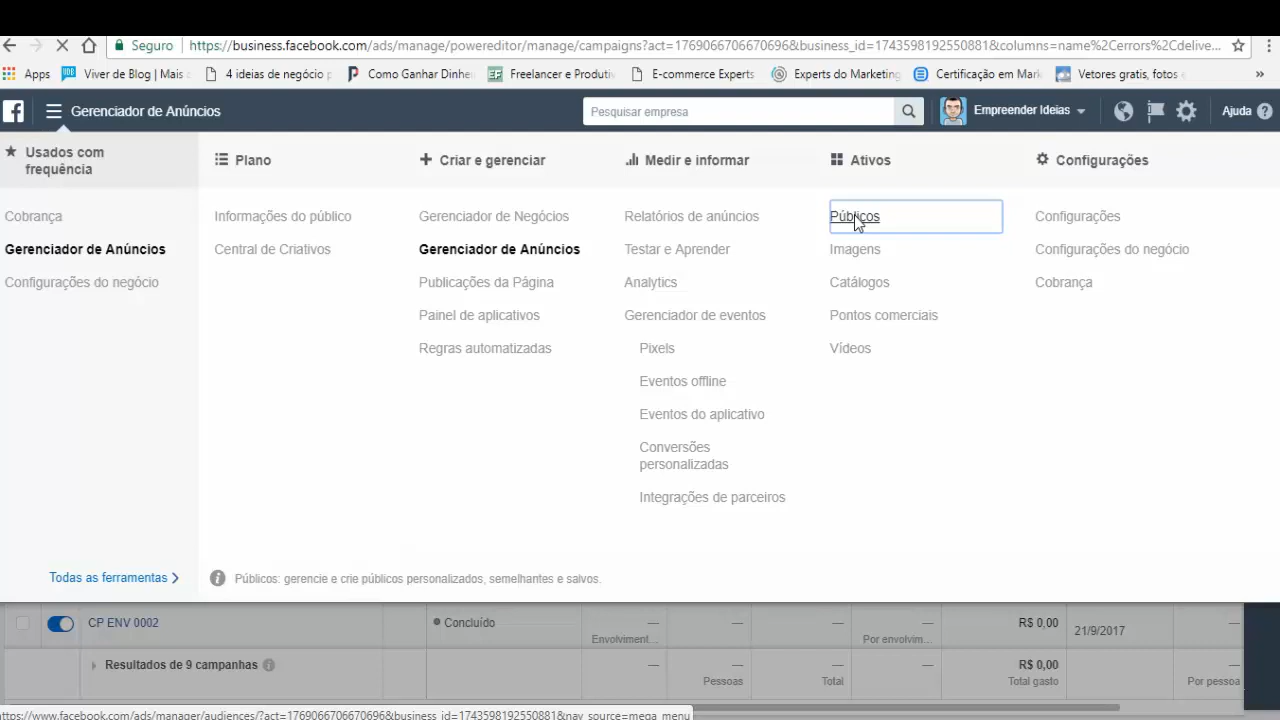 Seguro
https://business.facebook.com/ads/manage/powereditor/manage/campaigns?act=1769066706670696&business_id=1743598192550881&columns=name%2Cerrors%2Cdelive...
Apps
Viver de Blog | Mais
4 ideias de negócio
Como Ganhar Dinhe
Freelancer e Produti
E-commerce Experts
Experts do Marketing
Certificação em Mark
Vetores gratis, fotos
»
Gerenciador de Anúncios
Pesquisar empresa
Empreender Ideias
Ajuda
Usados com
frequência
Plano
Criar e gerenciar
Medir e informar
Ativos
Configurações
Cobrança
Informações do público
Gerenciador de Negócios
Relatórios de anúncios
Públicos
Configurações
Gerenciador de Anúncios
Central de Criativos
Gerenciador de Anúncios
Testar e Aprender
Imagens
Configurações do negócio
Configurações do negócio
Publicações da Página
Analytics
Catálogos
Cobrança
Painel de aplicativos
Gerenciador de eventos
Pontos comerciais
Regras automatizadas
Pixels
Vídeos
Eventos offline
Eventos do aplicativo
Conversões
personalizadas
Integrações de parceiros
Todas as ferramentas
Públicos: gerencie e crie públicos personalizados, semelhantes e salvos.
CP ENV 0002
Concluído
—
Envolviment...
—
—
—
Por envolvim...
R$ 0,00
21/9/2017
—
Resultados de 9 campanhas
—
—
Pessoas
—
Total
—
R$ 0,00
Total gasto
—
Por pessoa
https://www.facebook.com/ads/manager/audiences/?act=1769066706670696&business_id=1743598192550881&nav_source=mega_menu